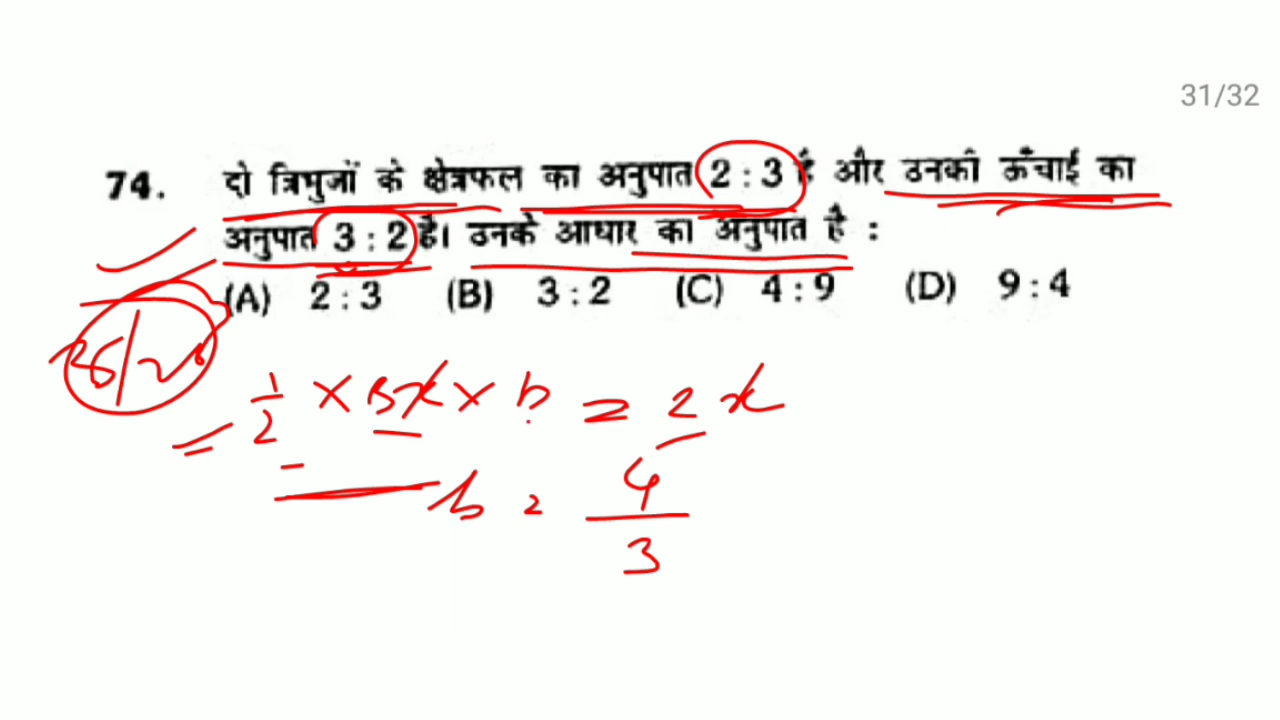 31/32
74. दो त्रिभुजों के क्षेत्रफल का अनुपात 2 : 3 है और उनकी ऊँचाई का
अनुपात 3 : 2 है। उनके आधार का अनुपात है :
(A) 2 : 3 (B) 3 : 2 (C) 4 : 9 (D) 9 : 4
= 1/2 × 3x × b = 2x
b = 4/3